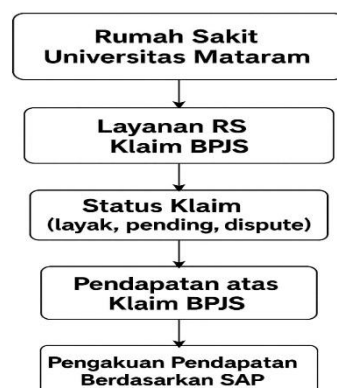 Rumah Sakit
Universitas Mataram
Layanan RS
Klaim BPJS
Status Klaim
(layak, pending, dispute)
Pendapatan atas
Klaim BPJS
Pengakuan Pendapatan
Berdasarkan SAP